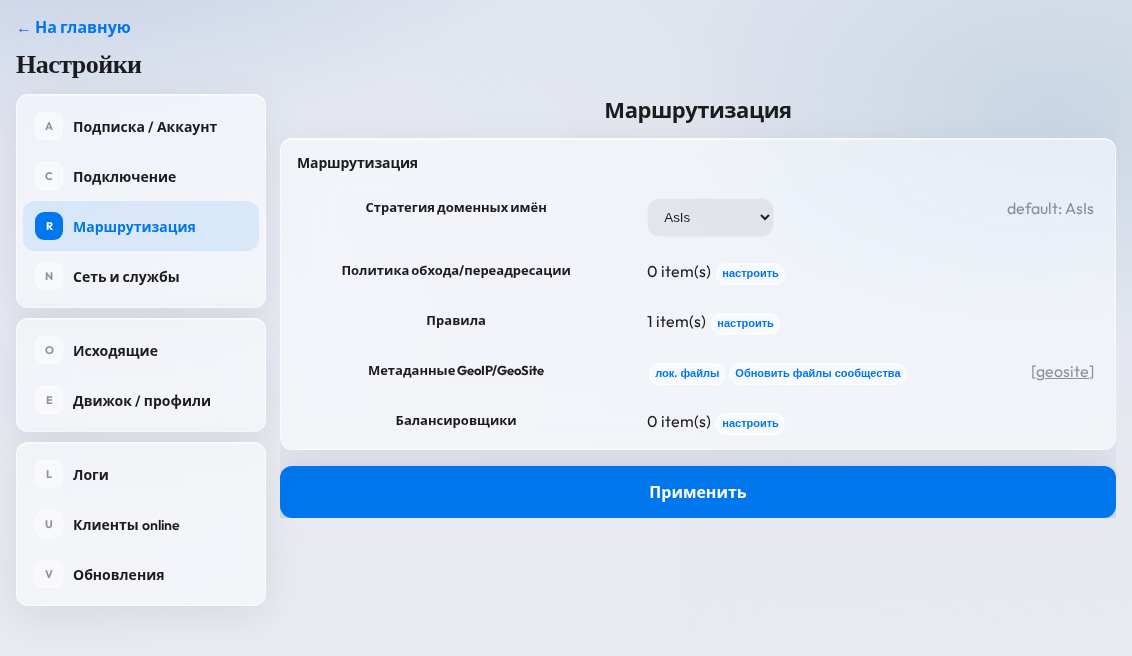 ← На главную
Настройки
A Подписка / Аккаунт
C Подключение
R Маршрутизация
N Сеть и службы
O Исходящие
E Движок / профили
L Логи
U Клиенты online
V Обновления
Маршрутизация
Маршрутизация
Стратегия доменных имён AsIs default: AsIs
Политика обхода/переадресации 0 item(s) настроить
Правила 1 item(s) настроить
Метаданные GeoIP/GeoSite лок. файлы Обновить файлы сообщества [geosite]
Балансировщики 0 item(s) настроить
Применить